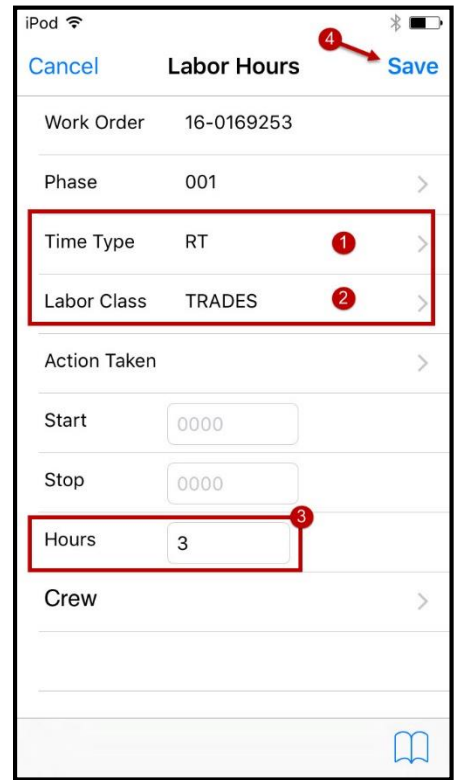 iPod
4
Cancel Labor Hours Save
Work Order 16-0169253
Phase 001
Time Type RT 1
Labor Class TRADES 2
Action Taken
Start 0000
Stop 0000
3
Hours 3
Crew